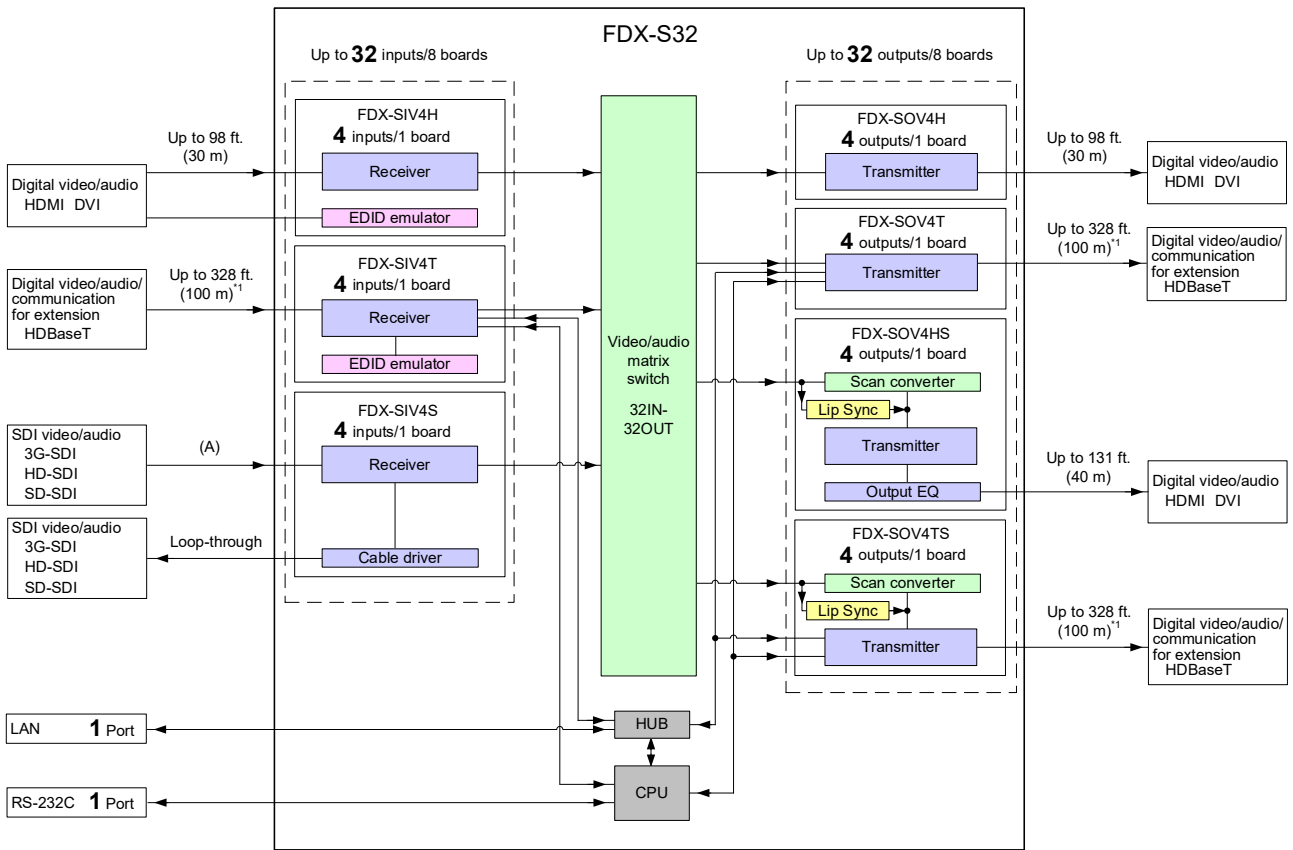 FDX-S32
Up to 32 inputs/8 boards
Up to 32 outputs/8 boards
FDX-SIV4H
4 inputs/1 board
Receiver
EDID emulator
Up to 98 ft.
(30 m)
Digital video/audio
HDMI DVI
FDX-SIV4T
4 inputs/1 board
Receiver
EDID emulator
Up to 328 ft.
(100 m)*1
Digital video/audio/
communication
for extension
HDBaseT
FDX-SIV4S
4 inputs/1 board
Receiver
Cable driver
(A)
SDI video/audio
3G-SDI
HD-SDI
SD-SDI
Loop-through
SDI video/audio
3G-SDI
HD-SDI
SD-SDI
Video/audio
matrix
switch
32IN-
32OUT
FDX-SOV4H
4 outputs/1 board
Transmitter
Up to 98 ft.
(30 m)
Digital video/audio
HDMI DVI
FDX-SOV4T
4 outputs/1 board
Transmitter
Up to 328 ft.
(100 m)*1
Digital video/audio/
communication
for extension
HDBaseT
FDX-SOV4HS
4 outputs/1 board
Scan converter
Lip Sync
Transmitter
Output EQ
Up to 131 ft.
(40 m)
Digital video/audio
HDMI DVI
FDX-SOV4TS
4 outputs/1 board
Scan converter
Lip Sync
Transmitter
Up to 328 ft.
(100 m)*1
Digital video/audio/
communication
for extension
HDBaseT
LAN 1 Port
HUB
RS-232C 1 Port
CPU